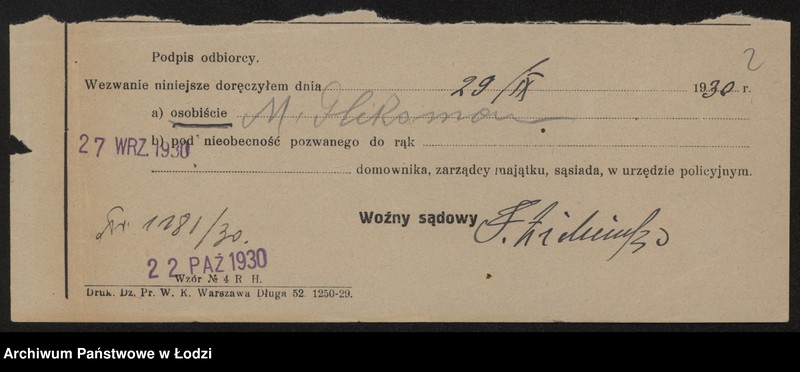 2
Podpis odbiorcy.
Wezwanie niniejsze doręczyłem dnia 29/IX 1930 r.
a) osobiście M. Gliksman
27 WRZ. 1930
b) pod nieobecność pozwanego do rąk
domownika, zarządcy majątku, sąsiada, w urzędzie policyjnym.
Woźny sądowy
1281/30.
22 PAŹ 1930
Wzór № 4 R H.
Druk. Dz. Pr. W. K. Warszawa Długa 52. 1250-29.
Archiwum Państwowe w Łodzi